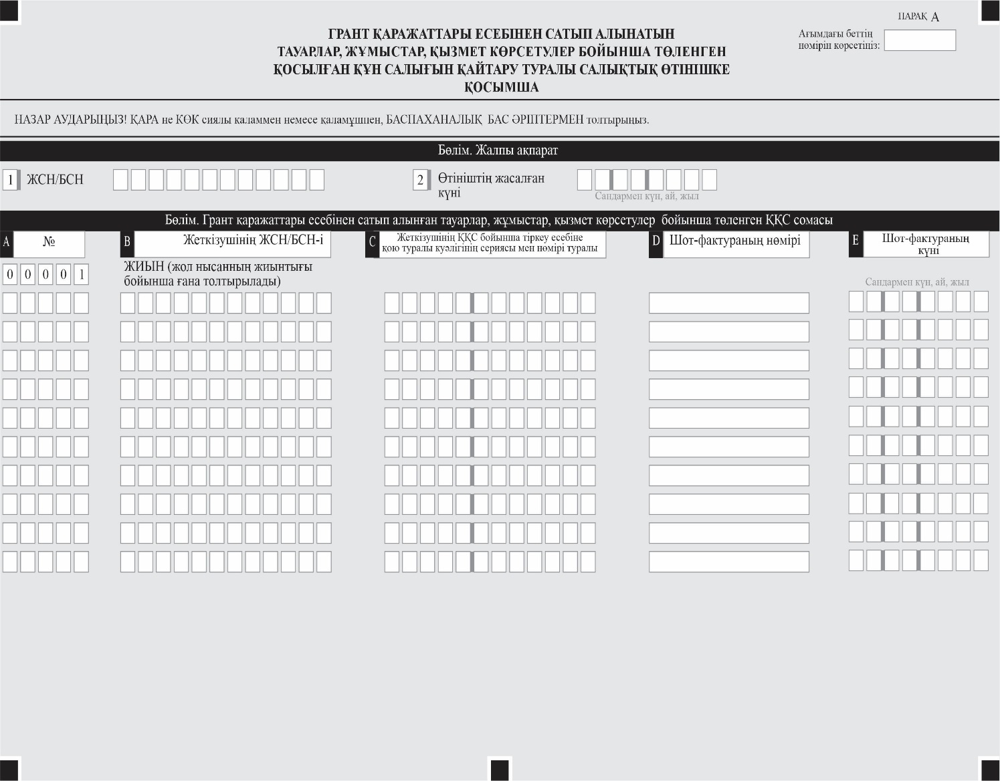 ПАРАҚ А
ГРАНТ ҚАРАЖАТТАРЫ ЕСЕБІНЕН САТЫП АЛЫНАТЫН
ТАУАРЛАР, ЖҰМЫСТАР, ҚЫЗМЕТ КӨРСЕТУЛЕР БОЙЫНША ТӨЛЕНГЕН
ҚОСЫЛҒАН ҚҰН САЛЫҒЫН ҚАЙТАРУ ТУРАЛЫ САЛЫҚТЫҚ ӨТІНІШКЕ
ҚОСЫМША
Ағымдағы беттің
нөмірін көрсетіңіз:
НАЗАР АУДАРЫҢЫЗ! ҚАРА не КӨК сиялы қаламмен немесе қаламұшпен, БАСПАХАНАЛЫҚ БАС ӘРІПТЕРМЕН толтырыңыз.
Бөлім. Жалпы ақпарат
1 ЖСН/БСН
2 Өтініштің жасалған
күні
Сандармен күн, ай, жыл
Бөлім. Грант қаражаттары есебінен сатып алынған тауарлар, жұмыстар, қызмет көрсетулер бойынша төленген ҚҚС сомасы
A №
B Жеткізушінің ЖСН/БСН-і
C Жеткізушінің ҚҚС бойынша тіркеу есебіне
қою туралы куәлігінің сериясы мен нөмірі туралы
D Шот-фактураның нөмірі
E Шот-фактураның
күні
0 0 0 0 1
ЖИЫН (жол нысанның жиынтығы
бойынша ғана толтырылады)
Сандармен күн, ай, жыл